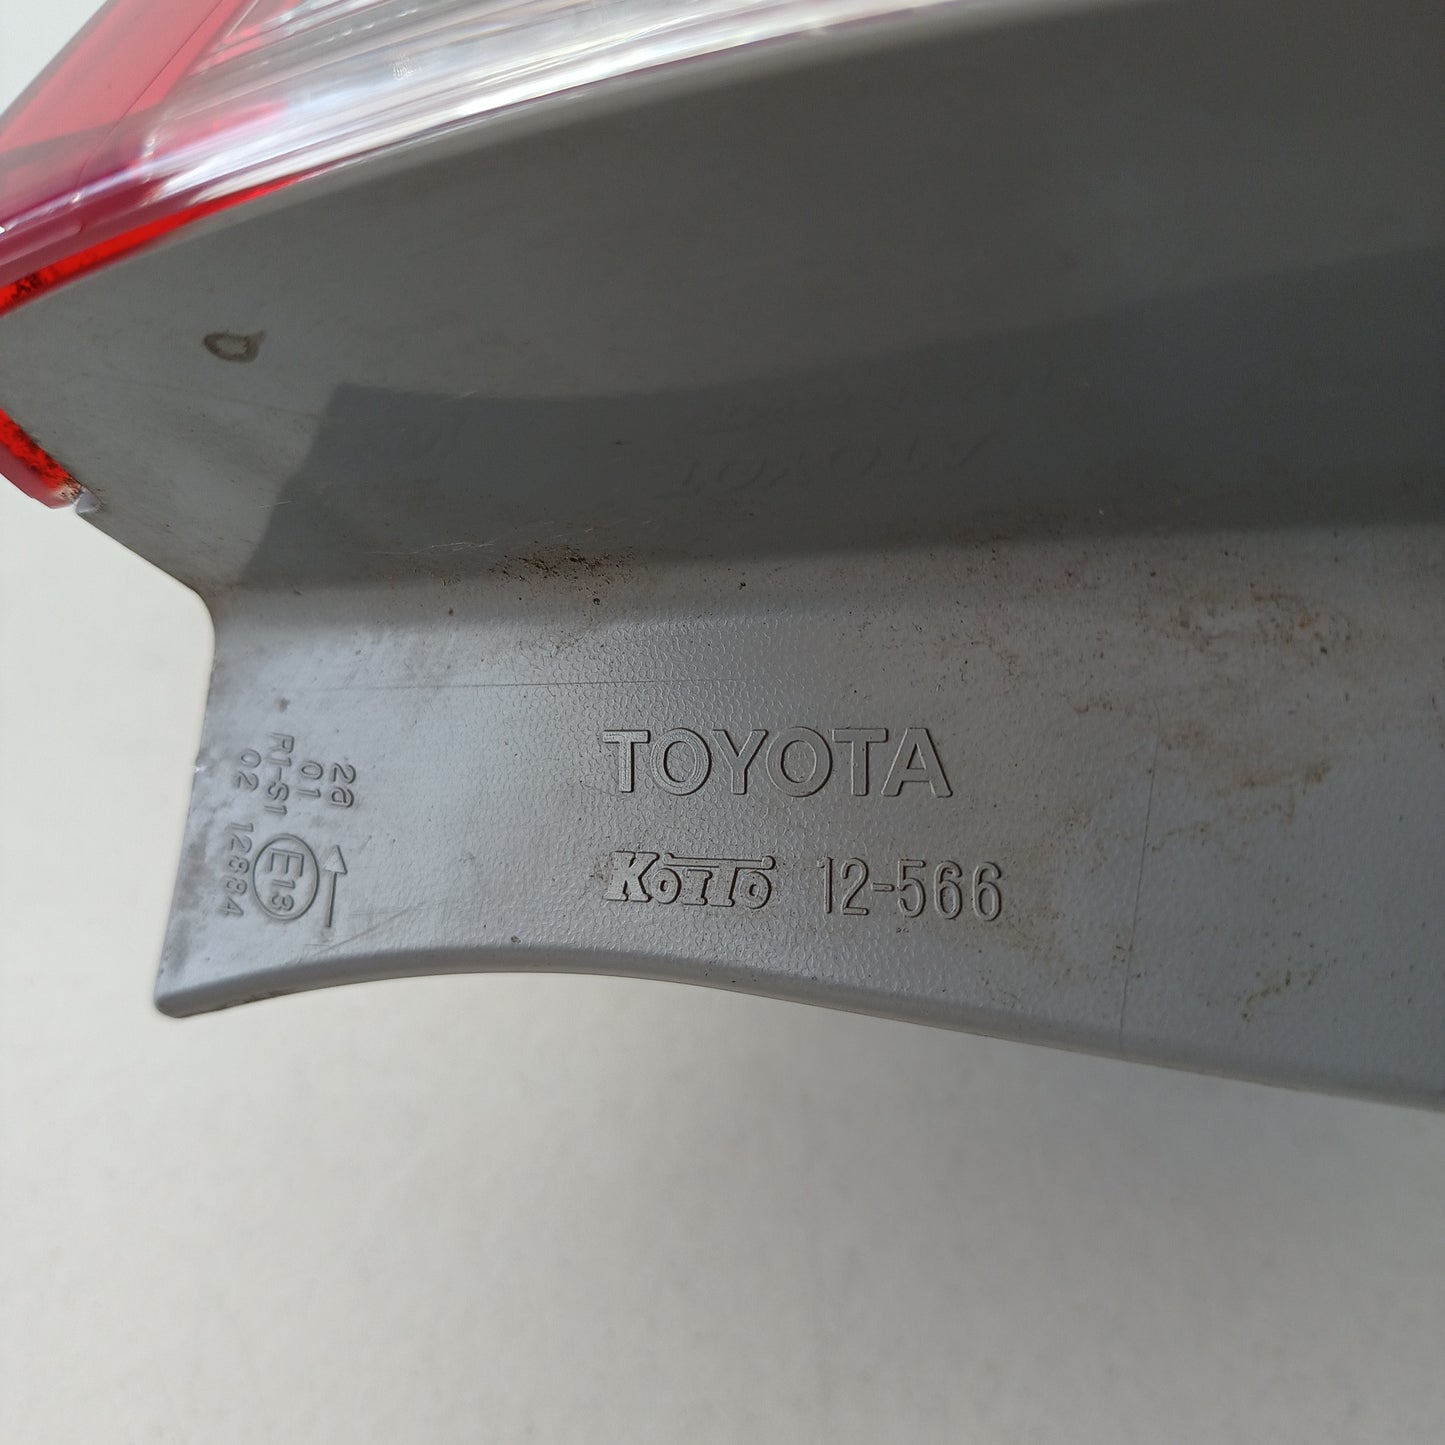 TOYOTA
KOITO 12-566
2a
01
R1-S1
02 12884
E13